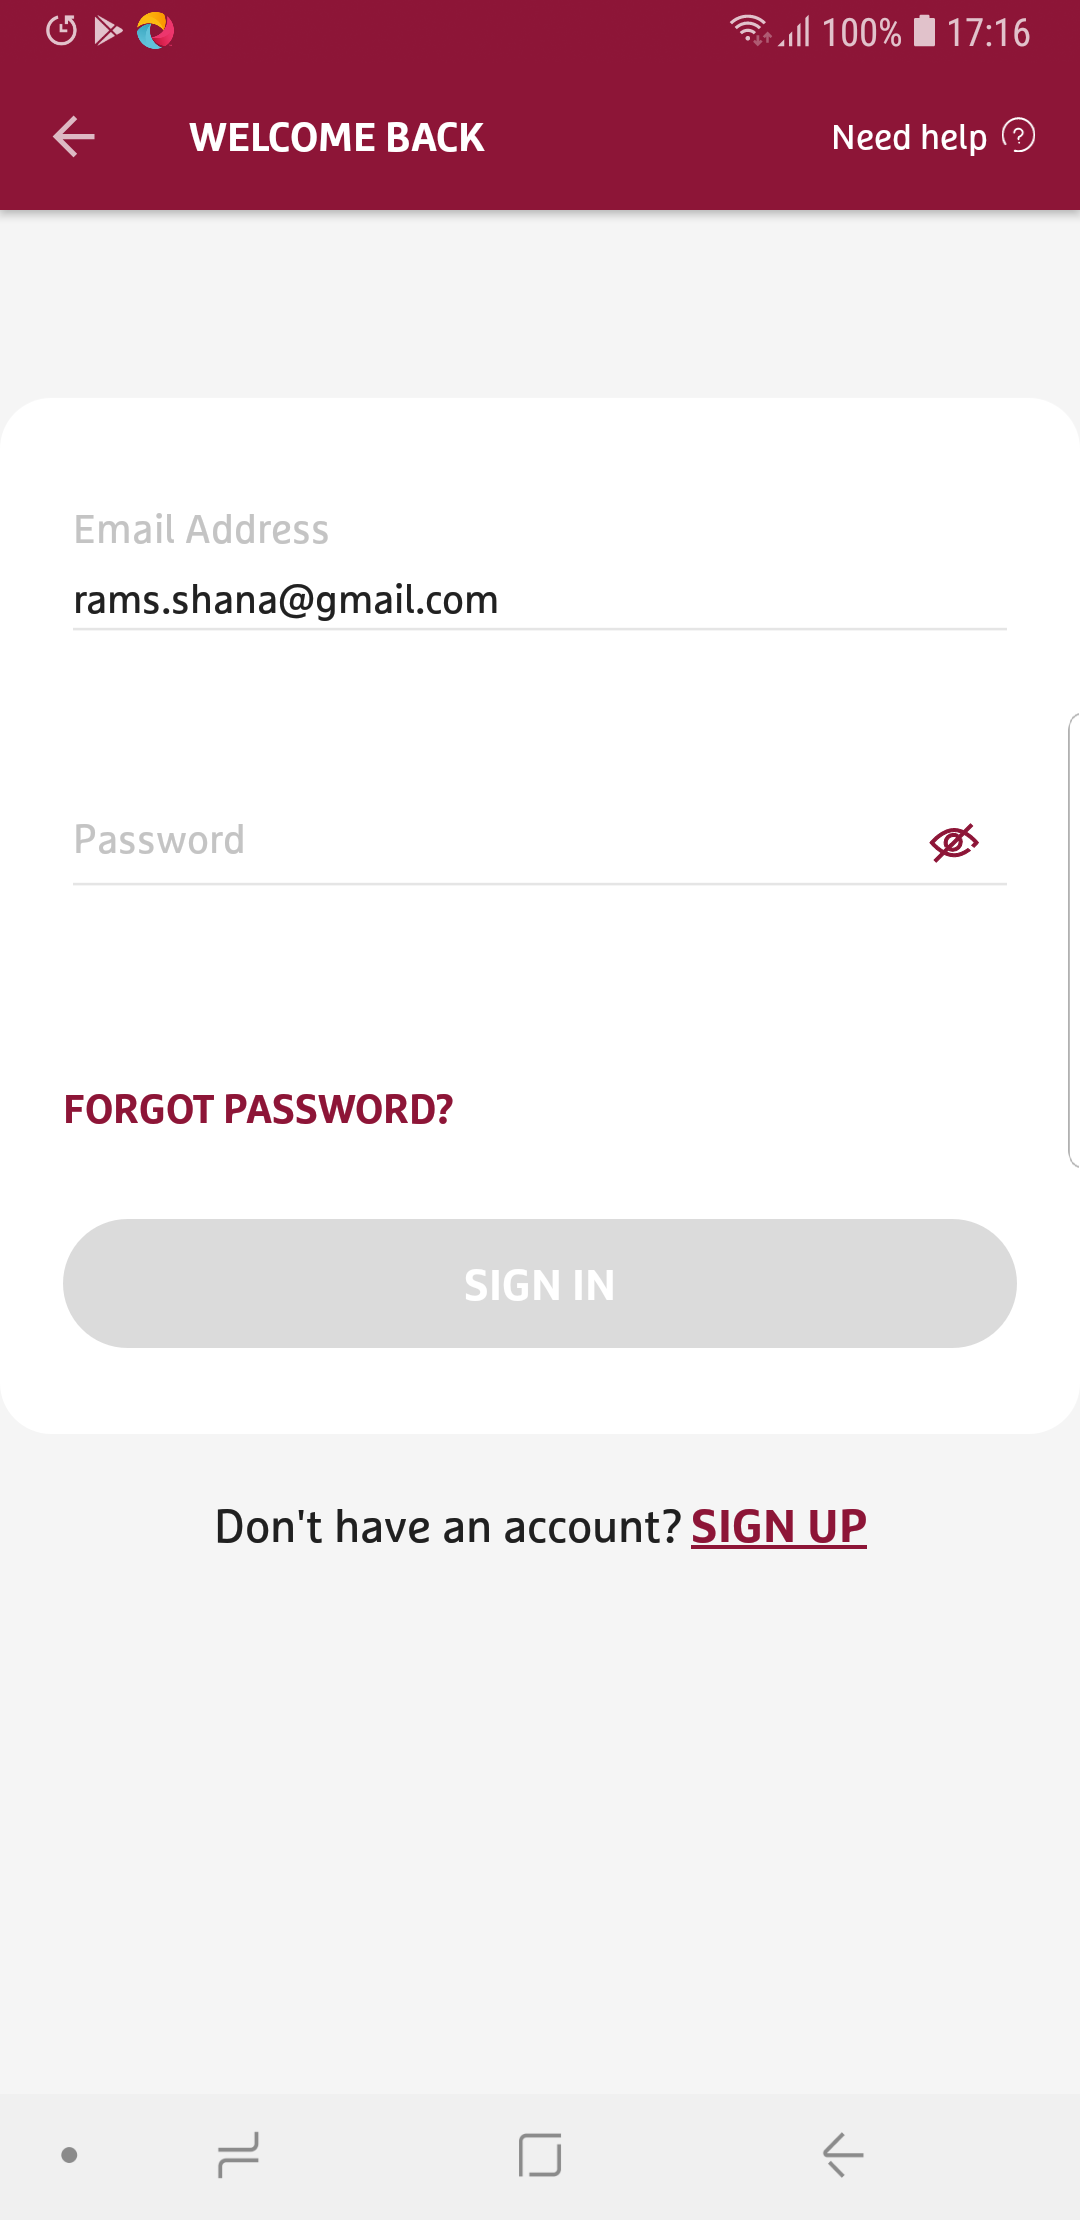 100% 17:16
WELCOME BACK Need help ?
Email Address
rams.shana@gmail.com
Password
FORGOT PASSWORD?
SIGN IN
Don't have an account? SIGN UP